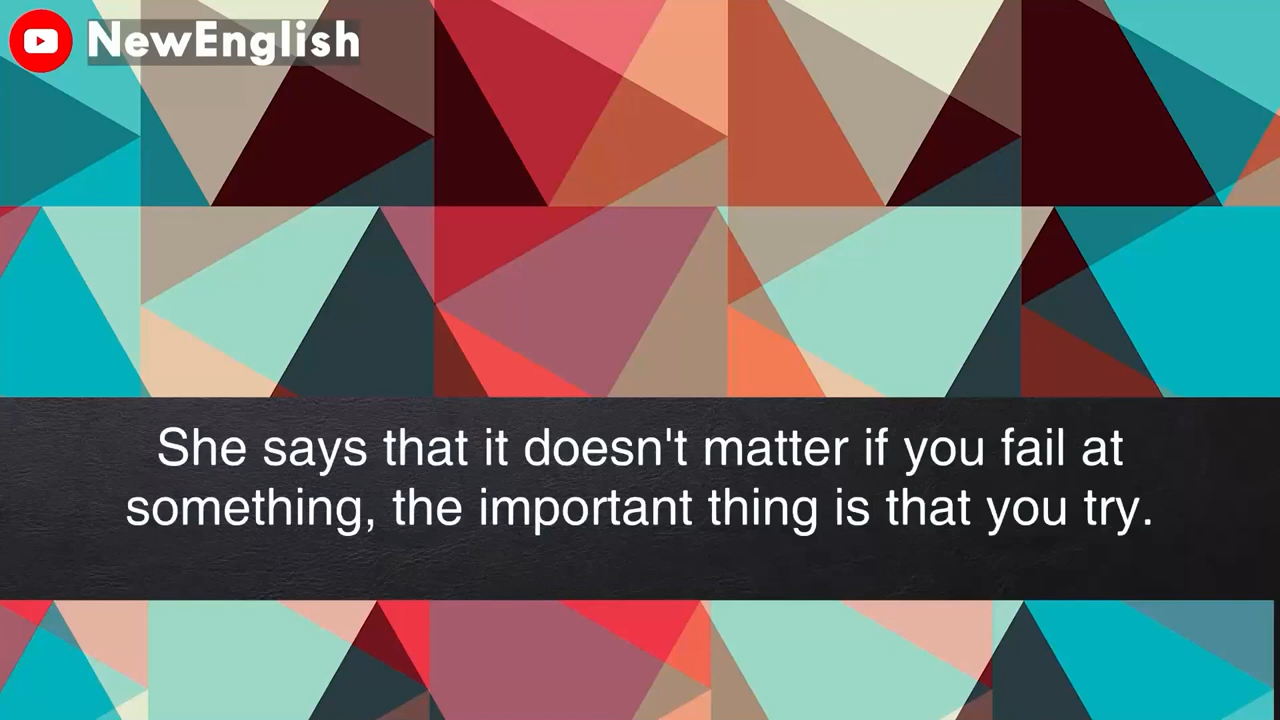 NewEnglish
She says that it doesn't matter if you fail at
something, the important thing is that you try.